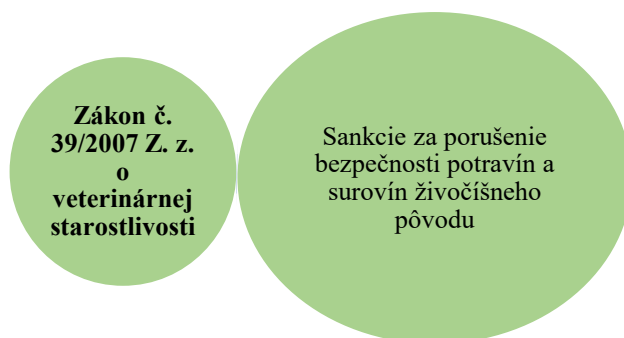 Zákon č.
39/2007 Z. z.
o
veterinárnej
starostlivosti
Sankcie za porušenie
bezpečnosti potravín a
surovín živočíšneho
pôvodu